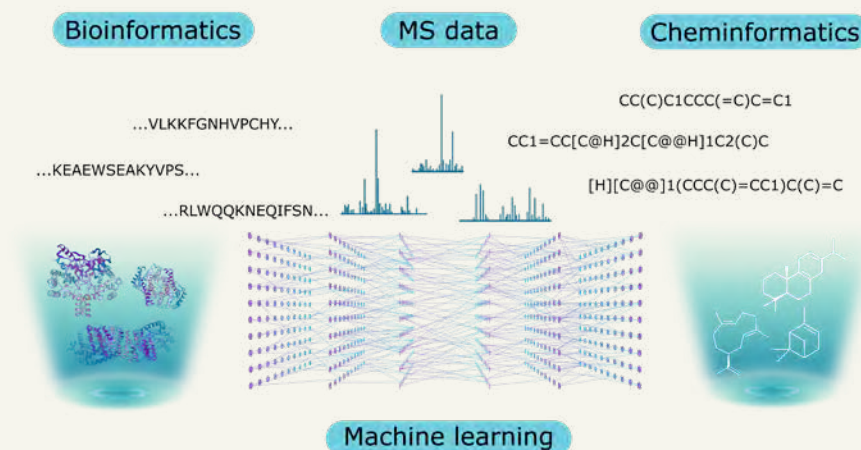 Bioinformatics
MS data
Cheminformatics
...VLKKFGNHVPCHY...
...KEAEWSEAKYVPS...
...RLWQQKNEQIFSN...
CC(C)C1CCC(=C)C=C1
CC1=CC[C@H]2C[C@@H]1C2(C)C
[H][C@@]1(CCC(C)=CC1)C(C)=C
Machine learning